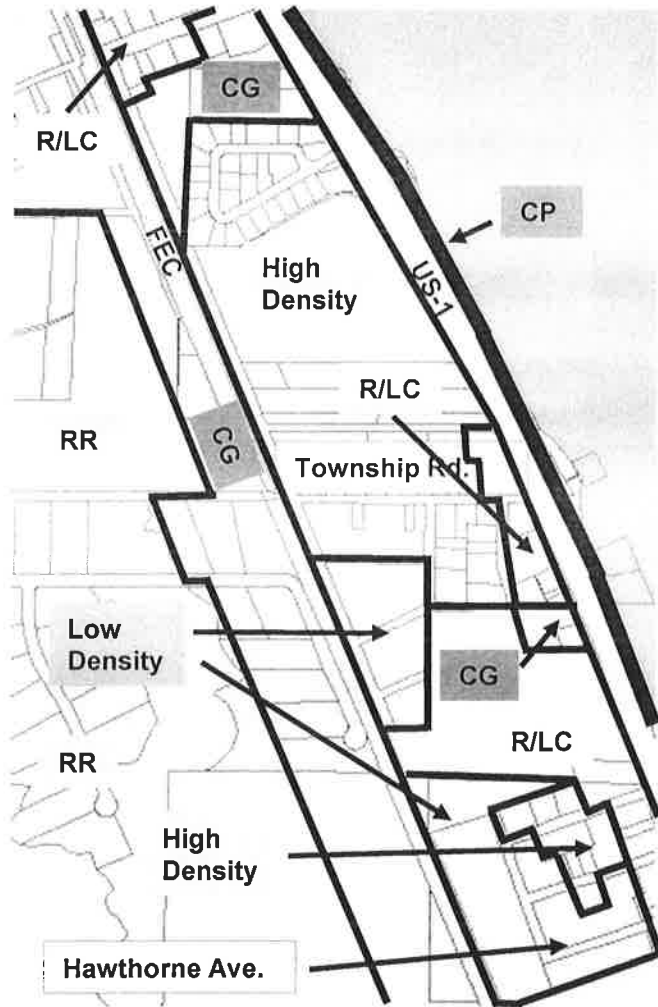 CG
R/LC
CP
FEC
High
Density
US-1
R/LC
RR
CG
Township Rd.
Low
Density
CG
R/LC
RR
High
Density
Hawthorne Ave.